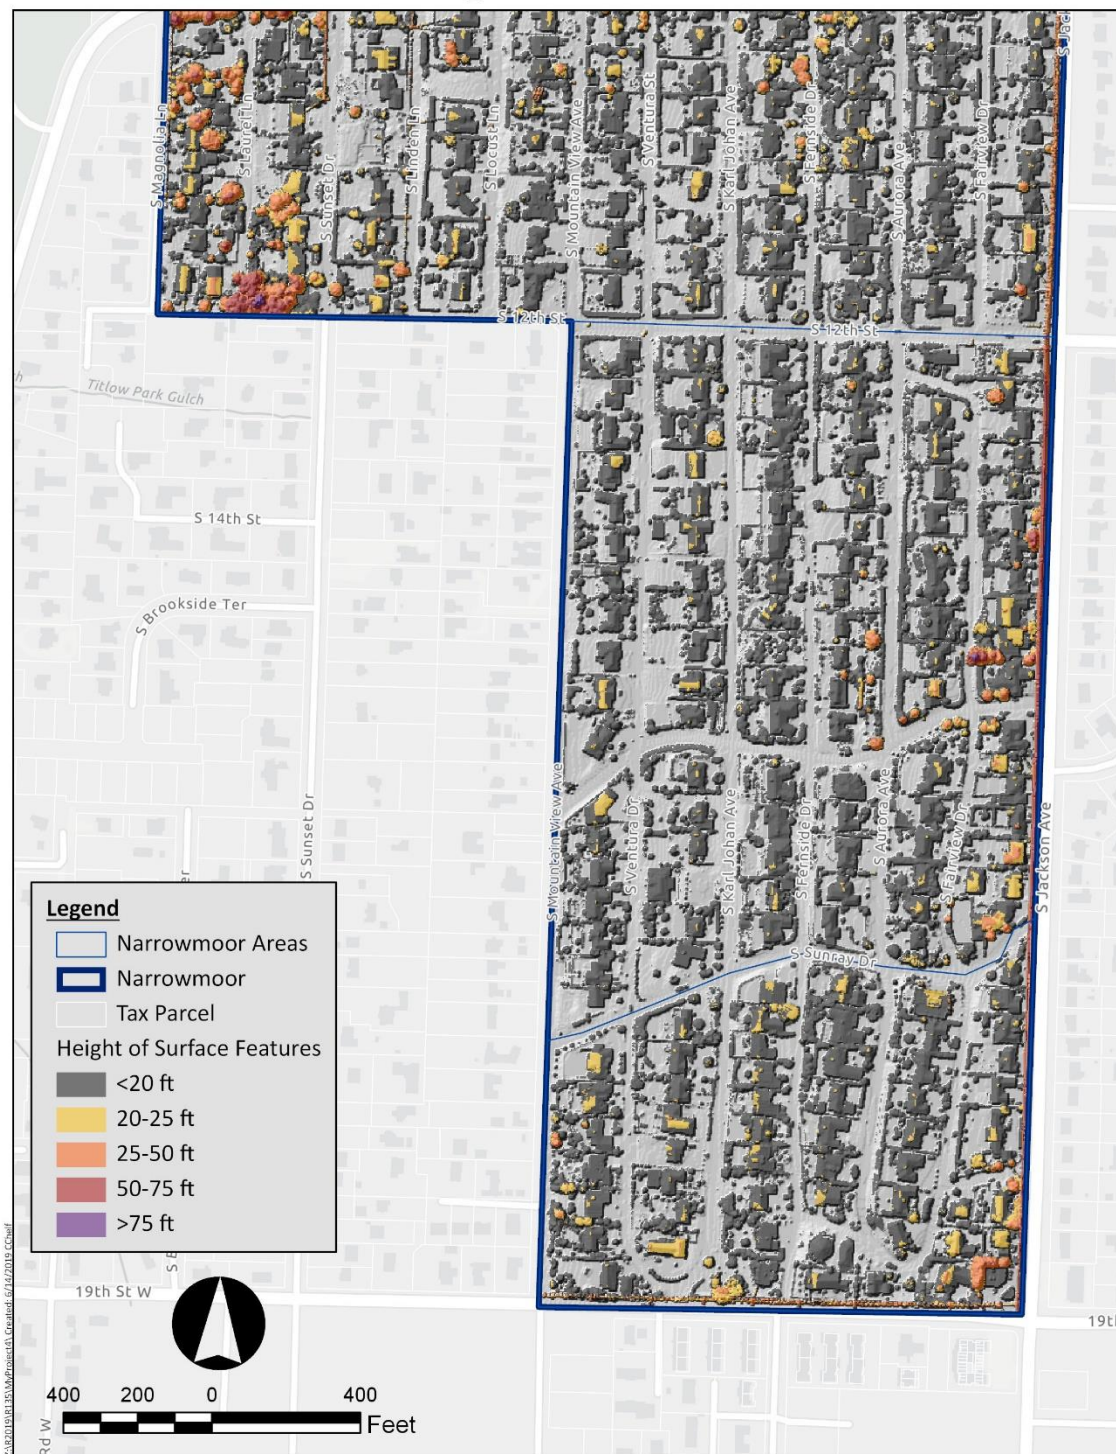 S Jack
S Magnolia Ln
S Laurel Ln
S Sunset Dr
S Linden Ln
S Locust Ln
S Mountain View Ave
S Ventura St
S Karl Johan Ave
S Fernside Dr
S Aurora Ave
S Fairview Dr
S 12th St
S 12th St
Titlow Park Gulch
S 14th St
S Brookside Ter
S Sunset Dr
S Mountain View Ave
S Ventura Dr
S Karl Johan Ave
S Fernside Dr
S Aurora Ave
S Fairview Dr
S Jackson Ave
S Sunray Dr
Legend
Narrowmoor Areas
Narrowmoor
Tax Parcel
Height of Surface Features
<20 ft
20-25 ft
25-50 ft
50-75 ft
>75 ft
19th St W
19t
400 200 0 400
Feet
Rd W